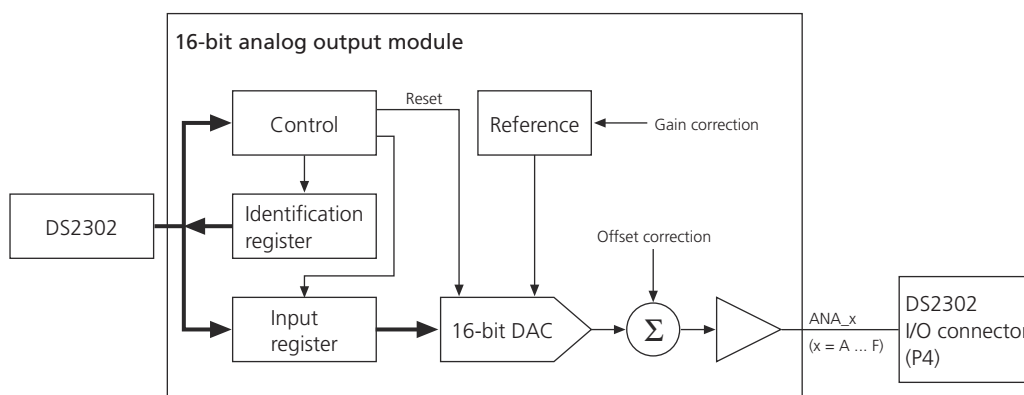 16-bit analog output module
Reset
Control
Reference
Gain correction
DS2302
Identification
register
Offset correction
Input
register
16-bit DAC
Σ
ANA_x
(x = A ... F)
DS2302
I/O connector
(P4)